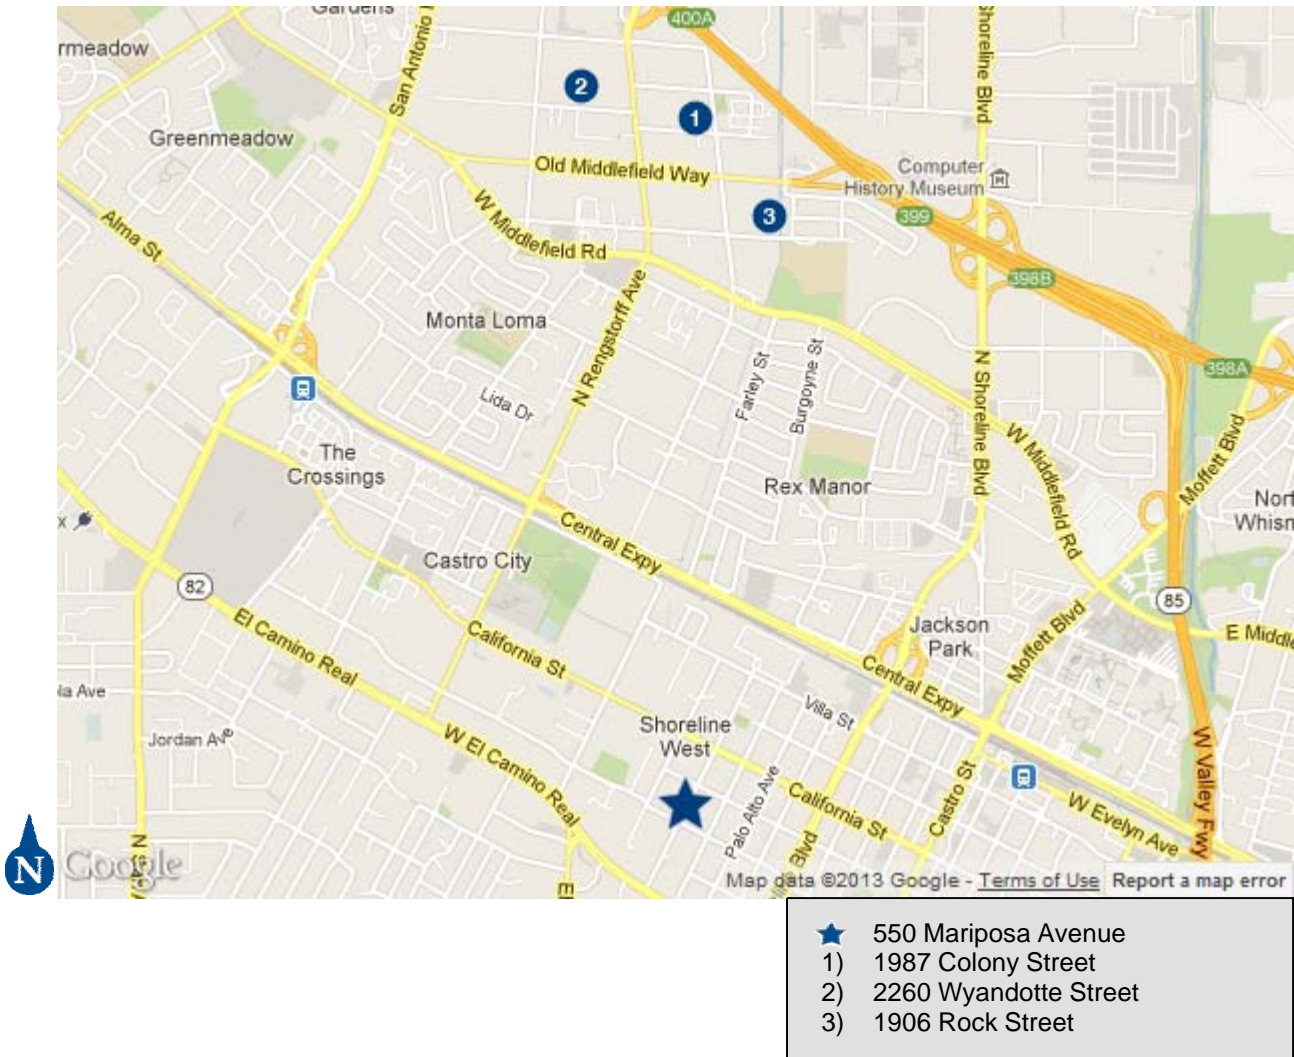 Gardens
400A
rmeadow
San Antonio
Shoreline Blvd
2
1
Greenmeadow
Old Middlefield Way
Computer
History Museum
W Middlefield Rd
3
399
Alma St
398B
N Rengstorff Ave
Monta Loma
398A
Lida Dr
Farley St
Burgoyne St
N Shoreline Blvd
W Middlefield Rd
Moffett Blvd
The
Crossings
Rex Manor
Nort
Whism
x
Central Expy
Castro City
82
85
El Camino Real
California St
Jackson
Park
Moffett Blvd
E Middle
Central Expy
la Ave
Villa St
Jordan Ave
Shoreline
West
W El Camino Real
W Valley Fwy
Palo Alto Ave
California St
Castro St
W Evelyn Ave
Blvd
N
N
Google
El
Map data ©2013 Google - Terms of Use
Report a map error
550 Mariposa Avenue
1) 1987 Colony Street
2) 2260 Wyandotte Street
3) 1906 Rock Street